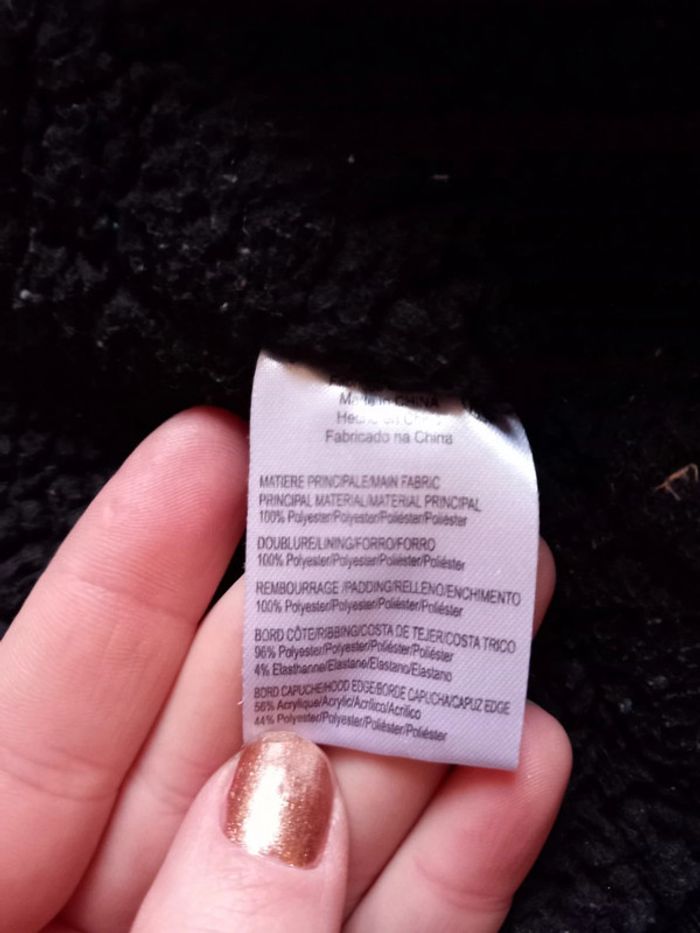 Made in CHINA
Hecho en China
Fabricado na China
MATIERE PRINCIPALE/MAIN FABRIC
PRINCIPAL MATERIAL/MATERIAL PRINCIPAL
100% Polyester/Polyester/Poliéster/Poliéster
DOUBLURE/LINING/FORRO/FORRO
100% Polyester/Polyester/Poliéster/Poliéster
REMBOURRAGE /PADDING/RELLENO/ENCHIMENTO
100% Polyester/Polyester/Poliéster/Poliéster
BORD CÔTE/RIBBING/COSTA DE TEJER/COSTA TRICO
96% Polyester/Polyester/Poliéster/Poliéster
4% Elasthanne/Elastane/Elastano/Elastano
BORD CAPUCHE/HOOD EDGE/BORDE CAPUCHA/CAPUZ EDGE
56% Acrylique/Acrylic/Acrílico/Acrílico
44% Polyester/Polyester/Poliéster/Poliéster